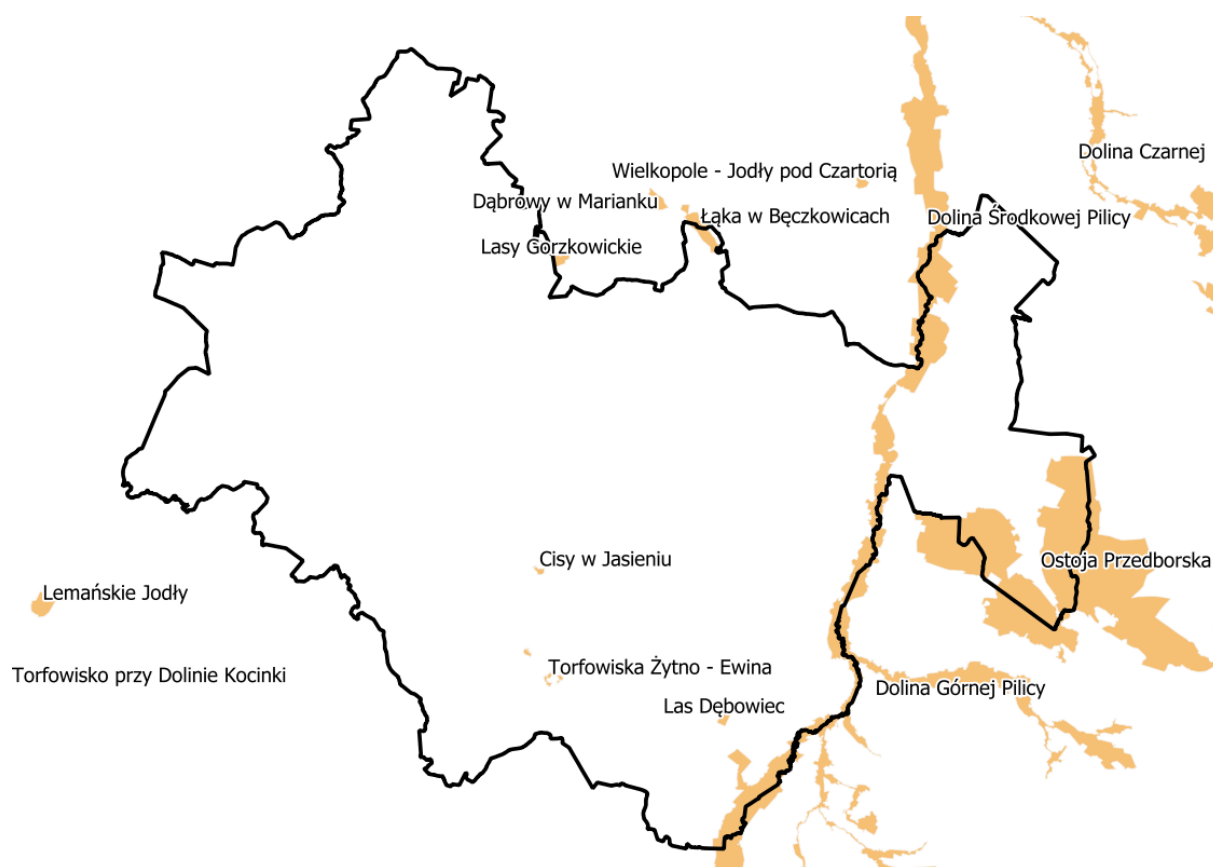 Dolina Czarnej
Wielkopole - Jodły pod Czartorią
Dąbrowy w Marianku
Łąka w Bęczkowicach
Dolina Środkowej Pilicy
Lasy Gorzkowickie
Cisy w Jasieniu
Ostoja Przedborska
Lemańskie Jodły
Torfowisko przy Dolinie Kocinki
Torfowiska Żytno - Ewina
Dolina Górnej Pilicy
Las Dębowiec